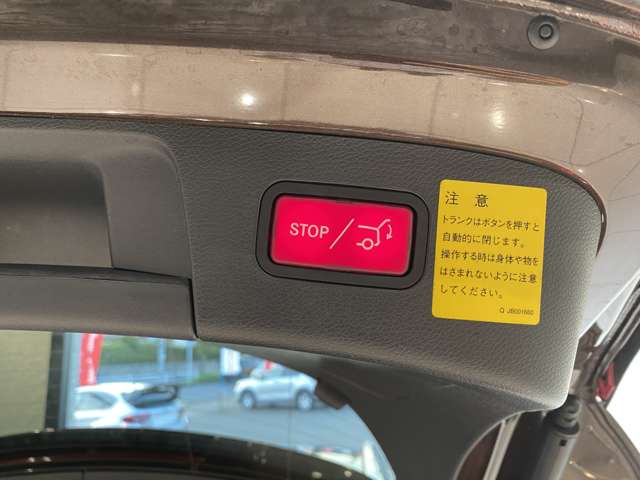 STOP
注 意
トランクはボタンを押すと
自動的に閉じます。
操作する時は身体や物を
はさまれないように注意
してください。
Q JB001660